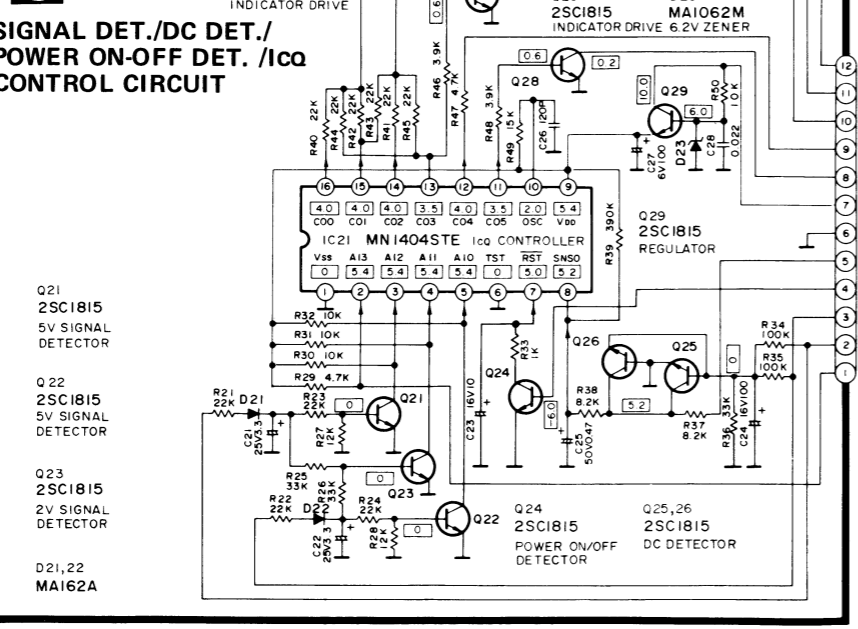 INDICATOR DRIVE
SIGNAL DET./DC DET./
POWER ON-OFF DET. /IcQ
CONTROL CIRCUIT
0.6
2SC1815
INDICATOR DRIVE
MA1062M
6.2V ZENER
R46 3.9K
R47 4.7K
R48 3.9K
0.6
0.2
Q28
10.0
Q29
6.0
R50
10K
R40 22K
R44 22K
R42 22K
R43 22K
R41 22K
R45 22K
R49 15K
C26 120P
C27
6V100
D23
C28
0.022
12
11
10
9
8
7
6
5
4
3
2
1
16 15 14 13 12 11 10 9
4.0 4.0 4.0 3.5 4.0 3.5 2.0 5.4
CO0 CO1 CO2 CO3 CO4 CO5 OSC VDD
IC21 MN1404STE IcQ CONTROLLER
Vss A13 A12 A11 A10 TST RST SNSO
0 5.4 5.4 5.4 5.4 0 5.0 5.2
1 2 3 4 5 6 7 8
R39 390K
Q29
2SC1815
REGULATOR
Q21
2SC1815
5V SIGNAL
DETECTOR
Q22
2SC1815
5V SIGNAL
DETECTOR
Q23
2SC1815
2V SIGNAL
DETECTOR
D21,22
MA162A
R32 10K
R31 10K
R30 10K
R29 4.7K
R21
22K
D21
R23
22K
0
Q21
C21
25V3.3
R27
12K
R25
33K
R26
33K
0
Q23
R22
22K
D22
R24
22K
0
Q22
C22
25V3.3
R28
12K
C23 16V10
R33
1K
Q24
-6.0
C25
50V0.47
R38
8.2K
Q26
Q25
5.2
R37
8.2K
0
R36 33K
C24 16V100
R34
100K
R35
100K
Q24
2SC1815
POWER ON/OFF
DETECTOR
Q25,26
2SC1815
DC DETECTOR